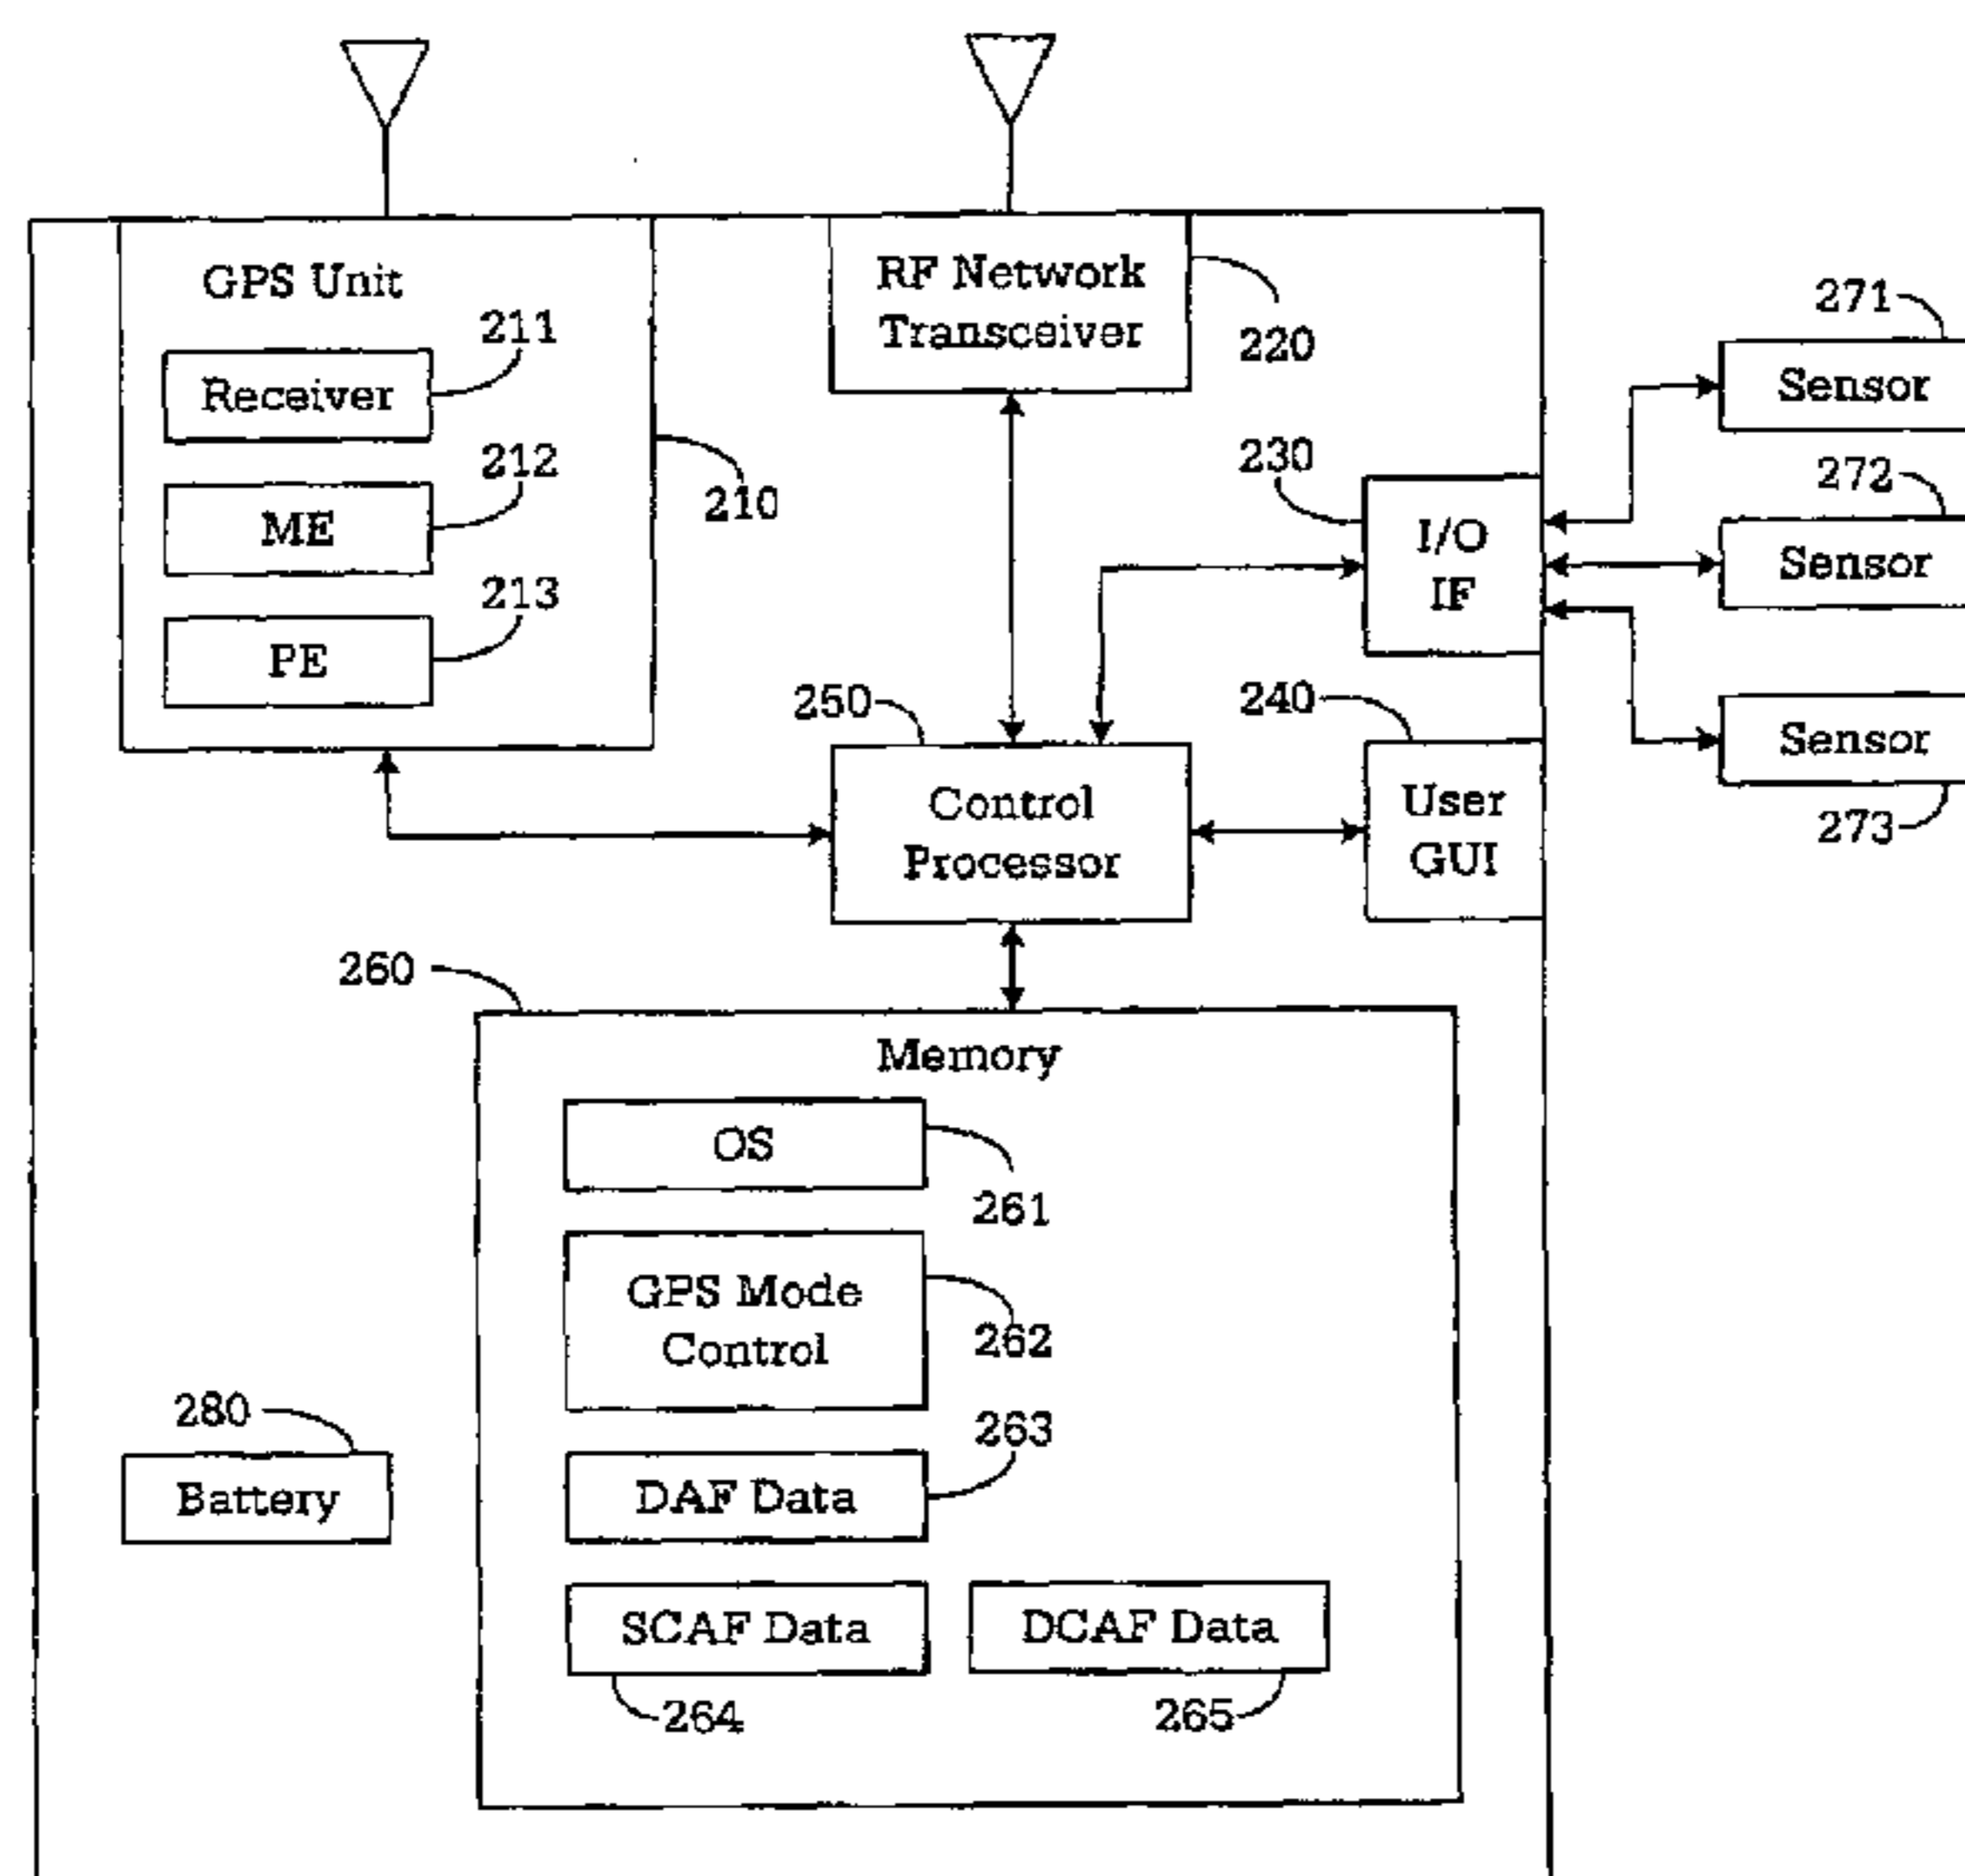 GPS Unit
211
Receiver
212
ME
213
PE
210
RF Network
Transceiver
220
230
I/O
IF
271
Sensor
272
Sensor
Sensor
273
250
Control
Processor
240
User
GUI
260
Memory
OS
261
GPS Mode
Control
262
263
DAF Data
SCAF Data
264
DCAF Data
265
280
Battery